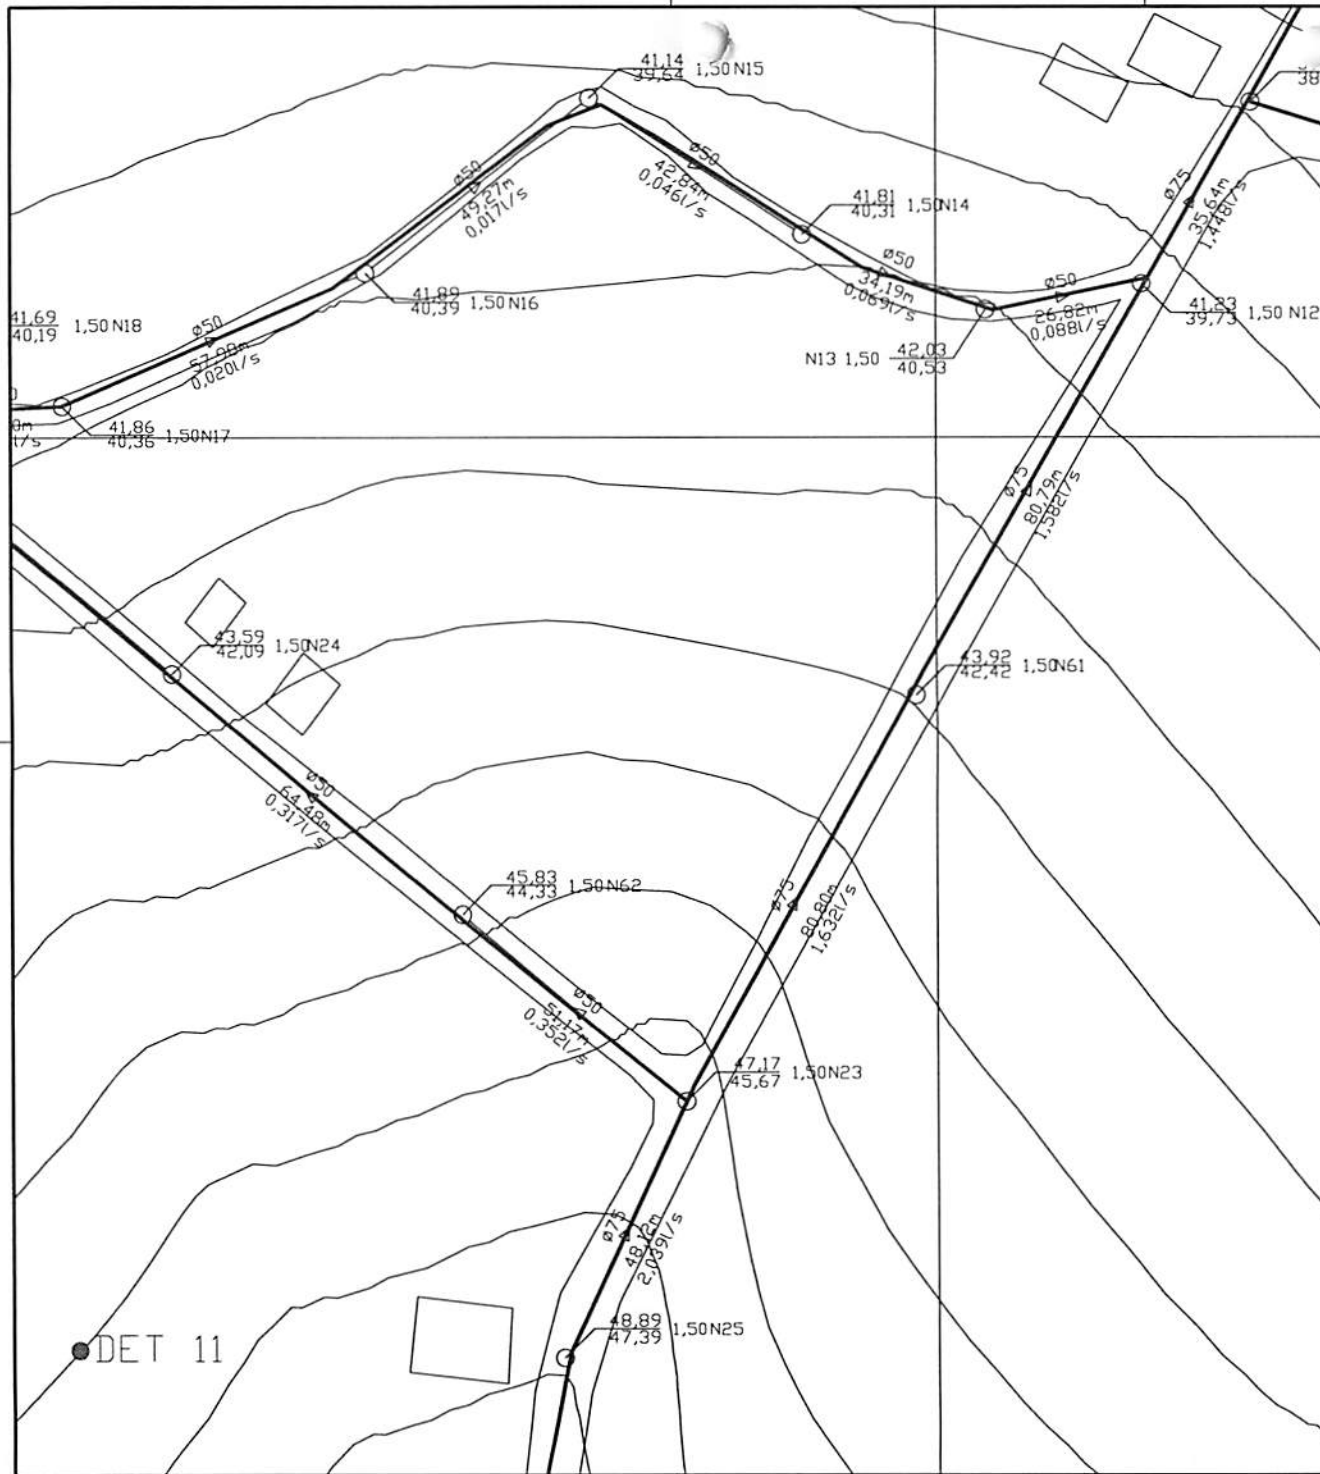 41,14
39,64 1,50 N15
38
ø50
49,27m
0,017l/s
ø50
42,84m
0,046l/s
ø75
35,64m
1,448l/s
41,81
40,31 1,50 N14
ø50
34,19m
0,069l/s
ø50
26,82m
0,088l/s
41,89
40,39 1,50 N16
41,23
39,73 1,50 N12
41,69
40,19 1,50 N18
ø50
57,98m
0,020l/s
N13 1,50 42,03
40,53
0
0m
l/s
41,86
40,36 1,50 N17
ø75
80,79m
1,582l/s
43,59
42,09 1,50 N24
43,92
42,42 1,50 N61
ø50
64,48m
0,317l/s
45,83
44,33 1,50 N62
ø75
80,80m
1,632l/s
ø50
51,17m
0,352l/s
47,17
45,67 1,50 N23
ø75
48,12m
2,039l/s
48,89
47,39 1,50 N25
DET 11